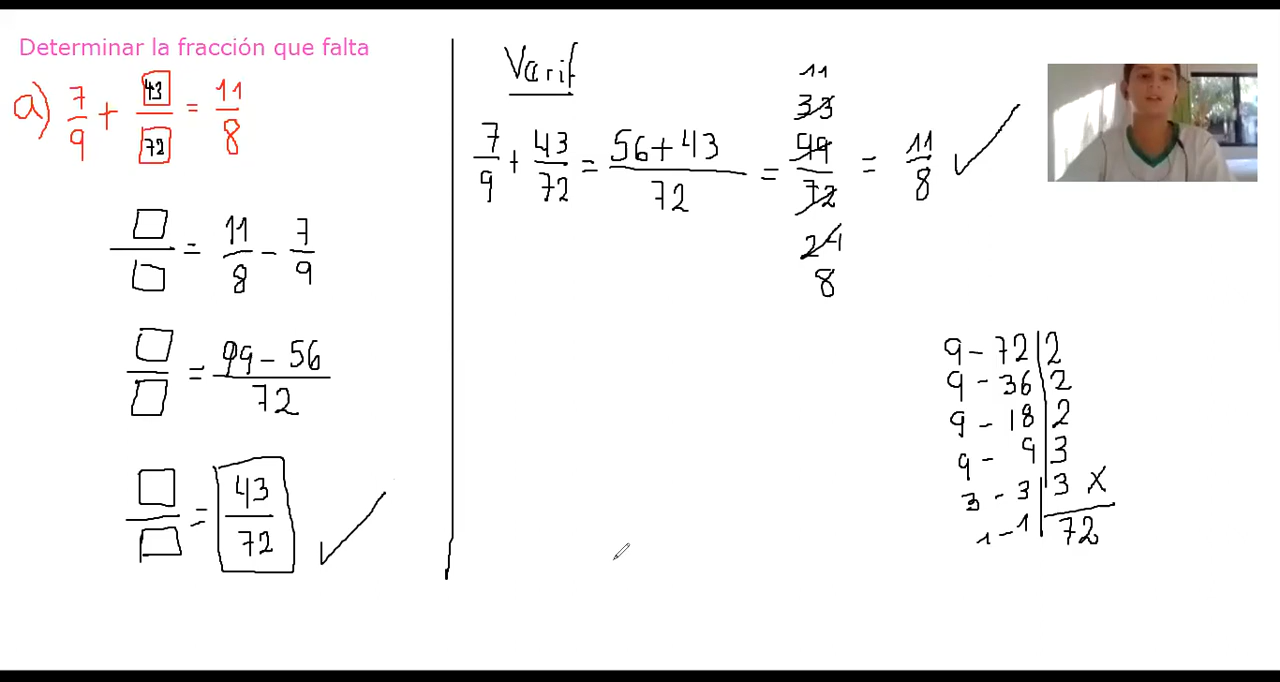 Determinar la fracción que falta
a) 7/9 + 43/72 = 11/8
□/□ = 11/8 - 7/9
□/□ = 99 - 56/72
□/□ = 43/72 ✓
Varif
7/9 + 43/72 = 56 + 43/72 = 99/72 = 11/8 ✓
11
33
24
8
9 - 72 | 2
9 - 36 | 2
9 - 18 | 2
9 - 9 | 3
3 - 3 | 3 X
1 - 1 | 72